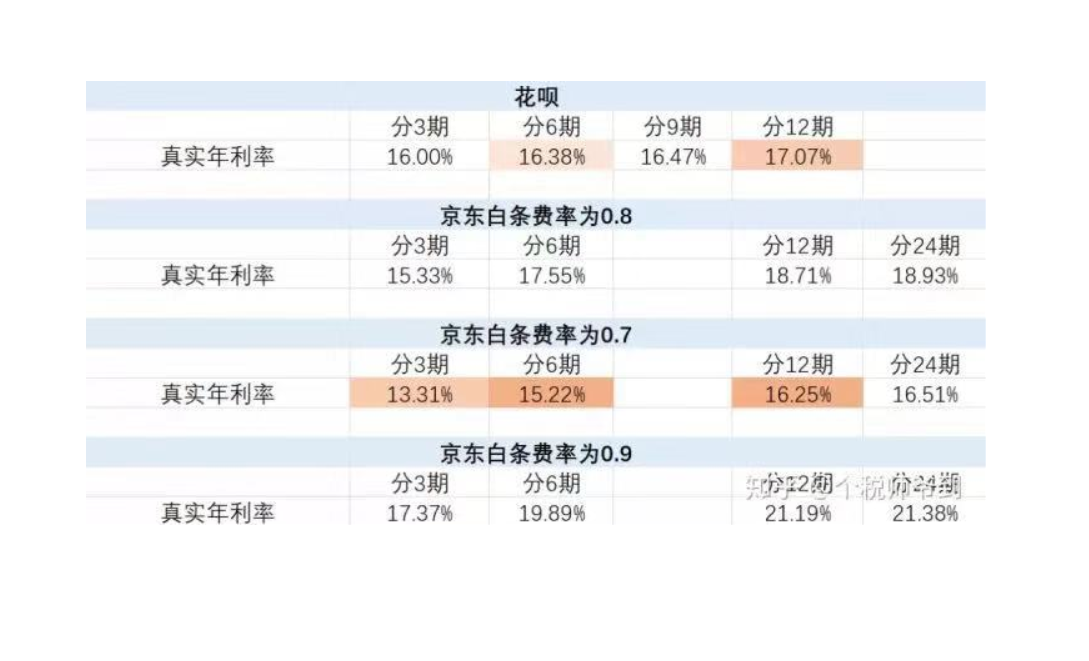 花呗
分3期 分6期 分9期 分12期
真实年利率 16.00% 16.38% 16.47% 17.07%
京东白条费率为0.8
分3期 分6期 分12期 分24期
真实年利率 15.33% 17.55% 18.71% 18.93%
京东白条费率为0.7
分3期 分6期 分12期 分24期
真实年利率 13.31% 15.22% 16.25% 16.51%
京东白条费率为0.9
分3期 分6期 分12期 分24期
知乎 @个税师
真实年利率 17.37% 19.89% 21.19% 21.38%